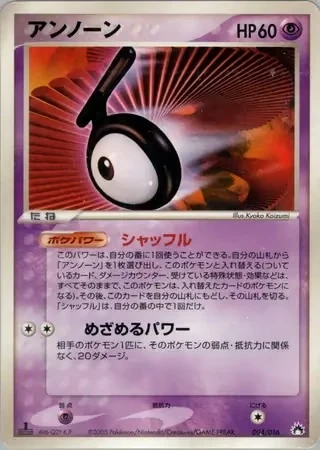 アンノーン HP60
たね
Illus.Kyoko Koizumi
ポケパワー シャッフル
このパワーは、自分の番に1回使うことができる。自分の山札から
「アンノーン」を1枚選び出し、このポケモンと入れ替える(ついて
いるカード、ダメージカウンター、受けている特殊状態・効果などは、
すべてそのままで、このポケモンは、入れ替えたカードのポケモンに
なる)。その後、このカードを自分の山札にもどし、その山札を切る。
「シャッフル」は、自分の番の中で1回だけ。
めざめるパワー
相手のポケモン1匹に、そのポケモンの弱点・抵抗力に関係
なく、20ダメージ。
弱点 抵抗力 にげる
1
©2005 Pokémon/Nintendo/Creatures/GAME FREAK. 004/016